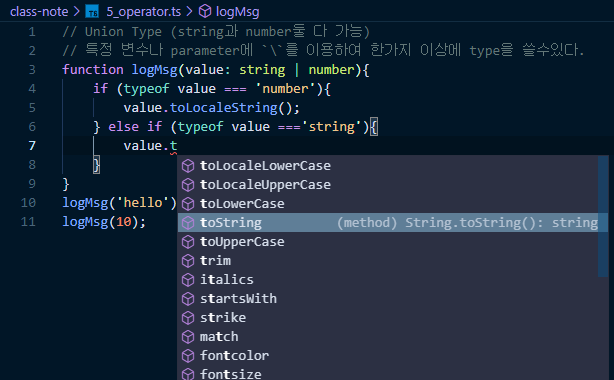 class-note > TS 5_operator.ts > logMsg
1 // Union Type (string과 number둘 다 가능)
2 // 특정 변수나 parameter에 `\`를 이용하여 한가지 이상에 type을 쓸수있다.
3 function logMsg(value: string | number){
4 if (typeof value === 'number'){
5 value.toLocaleString();
6 } else if (typeof value ==='string'){
7 value.t
8 }
toLocaleLowerCase
9 }
toLocaleUpperCase
10 logMsg('hello')
toLowerCase
11 logMsg(10);
toString (method) String.toString(): string
toUpperCase
trim
italics
startsWith
strike
match
fontcolor
fontsize